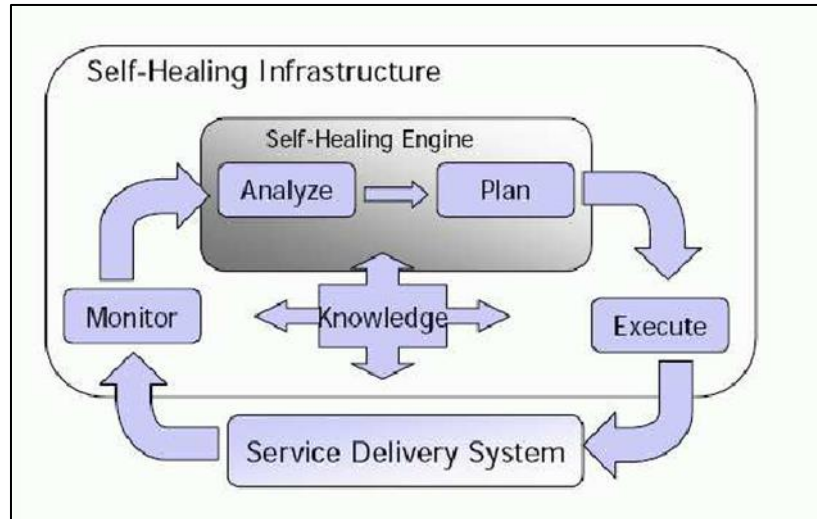 Self-Healing Infrastructure
Self-Healing Engine
Analyze
Plan
Monitor
Knowledge
Execute
Service Delivery System